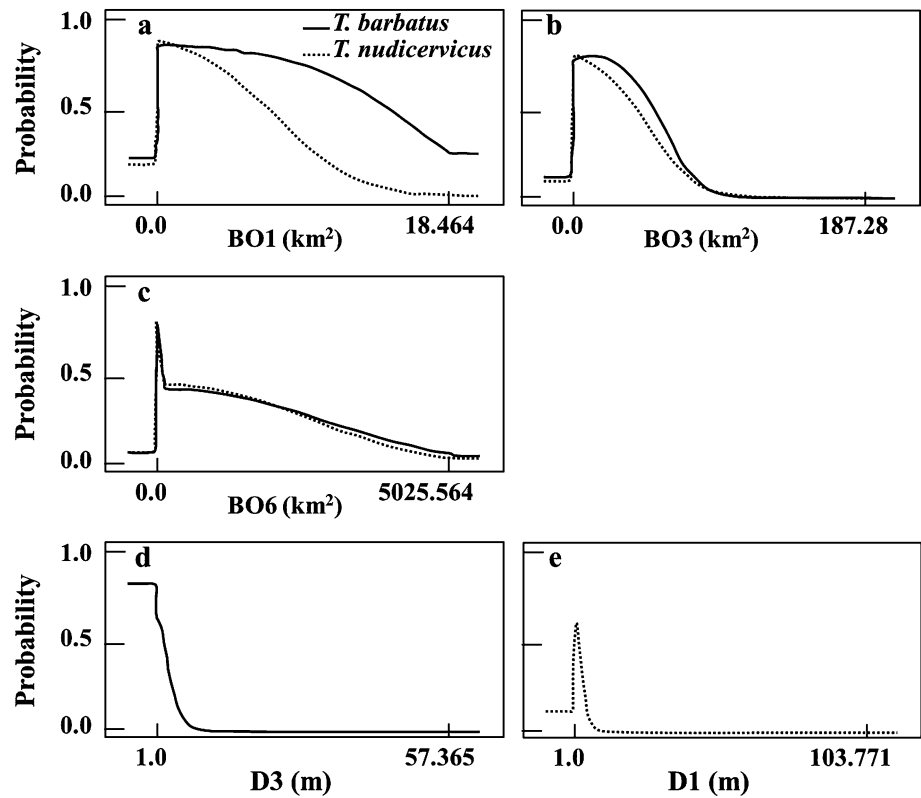 a
T. barbatus
T. nudicervicus
Probability
1.0
0.5
0.0
0.0
18.464
BO1 (km²)
b
0.0
187.28
BO3 (km²)
c
Probability
1.0
0.5
0.0
0.0
5025.564
BO6 (km²)
d
Probability
1.0
0.5
0.0
1.0
57.365
D3 (m)
e
1.0
103.771
D1 (m)